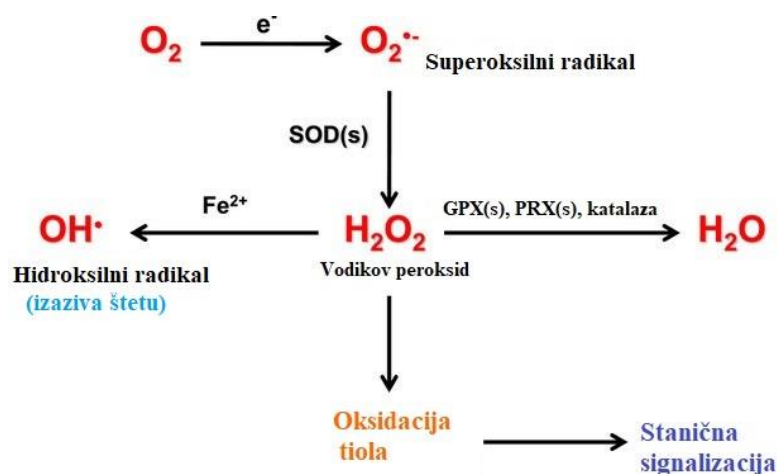 O₂ e⁻ O₂•⁻
Superoksilni radikal
SOD(s)
OH• Fe²⁺ H₂O₂ GPX(s), PRX(s), katalaza H₂O
Hidroksilni radikal
(izaziva štetu)
Vodikov peroksid
Oksidacija
tiola
Stanična
signalizacija